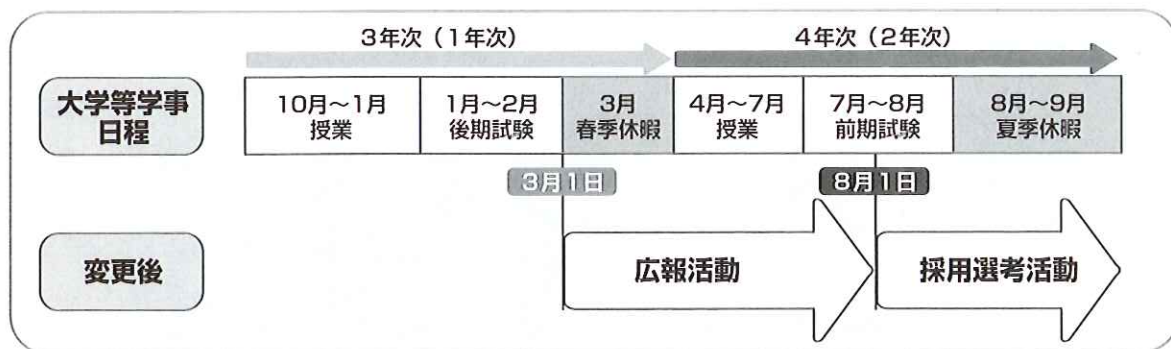 3年次（1年次）
4年次（2年次）
大学等学事
日程
10月～1月
授業
1月～2月
後期試験
3月
春季休暇
4月～7月
授業
7月～8月
前期試験
8月～9月
夏季休暇
3月1日
8月1日
変更後
広報活動
採用選考活動